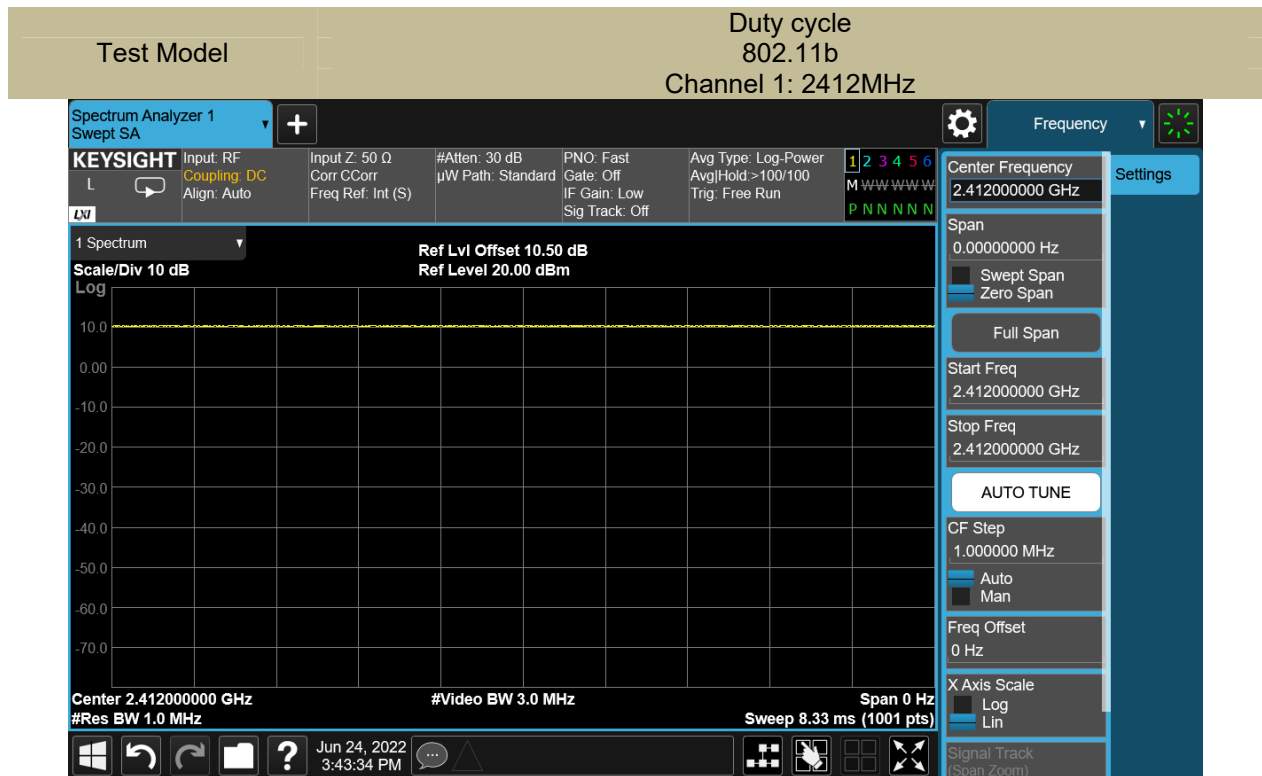 Test Model
Duty cycle
802.11b
Channel 1: 2412MHz
Spectrum Analyzer 1
Swept SA
Frequency
KEYSIGHT
L
LXI
Input: RF
Coupling: DC
Align: Auto
Input Z: 50 Ω
Corr CCorr
Freq Ref: Int (S)
#Atten: 30 dB
µW Path: Standard
PNO: Fast
Gate: Off
IF Gain: Low
Sig Track: Off
Avg Type: Log-Power
Avg|Hold:>100/100
Trig: Free Run
1 2 3 4 5 6
M W W W W W
P N N N N N
1 Spectrum
Scale/Div 10 dB
Log
Ref Lvl Offset 10.50 dB
Ref Level 20.00 dBm
10.0
0.00
-10.0
-20.0
-30.0
-40.0
-50.0
-60.0
-70.0
Center 2.412000000 GHz
#Video BW 3.0 MHz
Span 0 Hz
#Res BW 1.0 MHz
Sweep 8.33 ms (1001 pts)
Center Frequency
2.412000000 GHz
Settings
Span
0.00000000 Hz
Swept Span
Zero Span
Full Span
Start Freq
2.412000000 GHz
Stop Freq
2.412000000 GHz
AUTO TUNE
CF Step
1.000000 MHz
Auto
Man
Freq Offset
0 Hz
X Axis Scale
Log
Lin
Signal Track
(Span Zoom)
?
Jun 24, 2022
3:43:34 PM